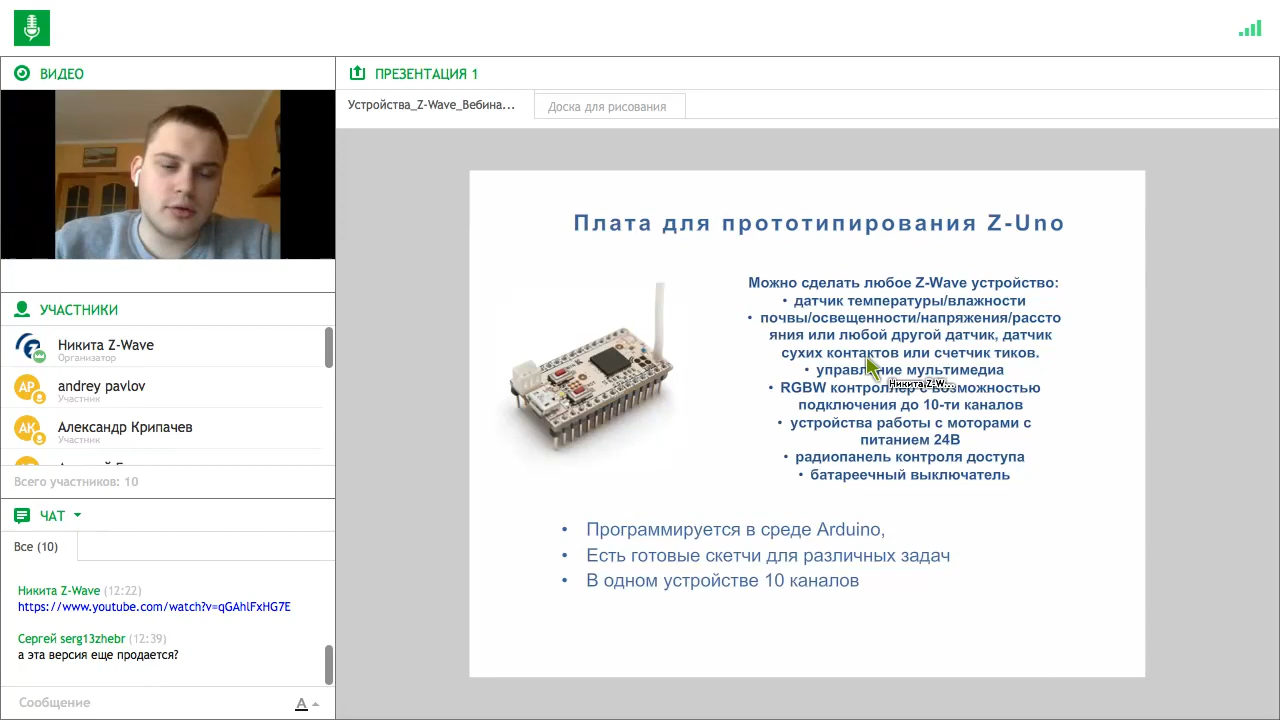 ВИДЕО
ПРЕЗЕНТАЦИЯ 1
Устройства_Z-Wave_Вебина...
Доска для рисования
УЧАСТНИКИ
Никита Z-Wave
Организатор
andrey pavlov
Участник
Александр Крипачев
Участник
Всего участников: 10
ЧАТ
Все (10)
Никита Z-Wave (12:22)
https://www.youtube.com/watch?v=qGAhlFxHG7E
Сергей serg13zhebr (12:39)
а эта версия еще продается?
Сообщение
A
Плата для прототипирования Z-Uno
Можно сделать любое Z-Wave устройство:
• датчик температуры/влажности
• почвы/освещенности/напряжения/рассто
яния или любой другой датчик, датчик
сухих контактов или счетчик тиков.
• управление мультимедиа
Никита Z-W...
• RGBW контроллер с возможностью
подключения до 10-ти каналов
• устройства работы с моторами с
питанием 24В
• радиопанель контроля доступа
• батареечный выключатель
• Программируется в среде Arduino,
• Есть готовые скетчи для различных задач
• В одном устройстве 10 каналов
AP
АК